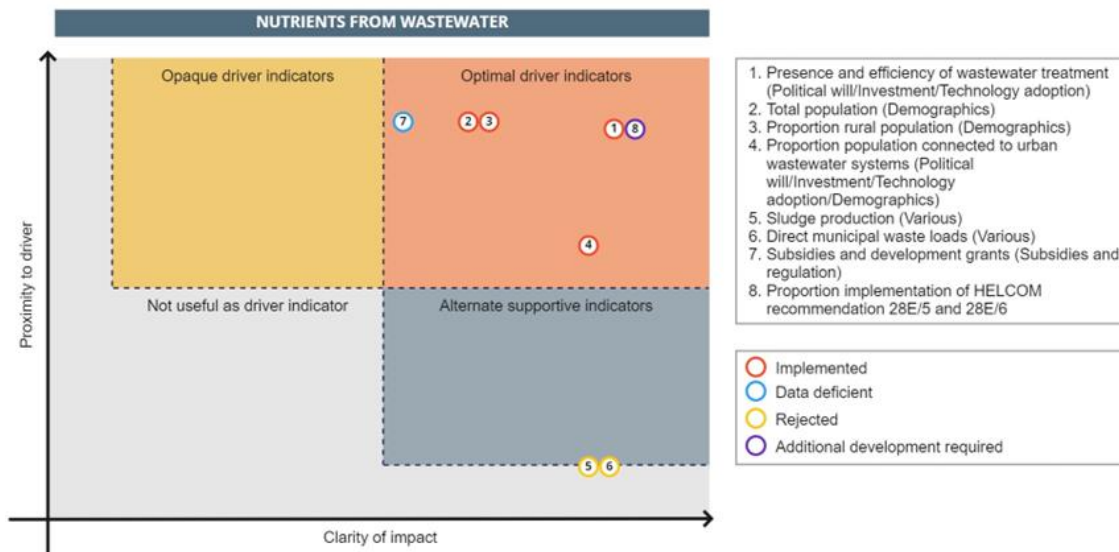 NUTRIENTS FROM WASTEWATER
Opaque driver indicators
Optimal driver indicators
7
2
3
1
8
4
Not useful as driver indicator
Alternate supportive indicators
5
6
Proximity to driver
Clarity of impact
1. Presence and efficiency of wastewater treatment
(Political will/Investment/Technology adoption)
2. Total population (Demographics)
3. Proportion rural population (Demographics)
4. Proportion population connected to urban
wastewater systems (Political
will/Investment/Technology
adoption/Demographics)
5. Sludge production (Various)
6. Direct municipal waste loads (Various)
7. Subsidies and development grants (Subsidies and
regulation)
8. Proportion implementation of HELCOM
recommendation 28E/5 and 28E/6
Implemented
Data deficient
Rejected
Additional development required